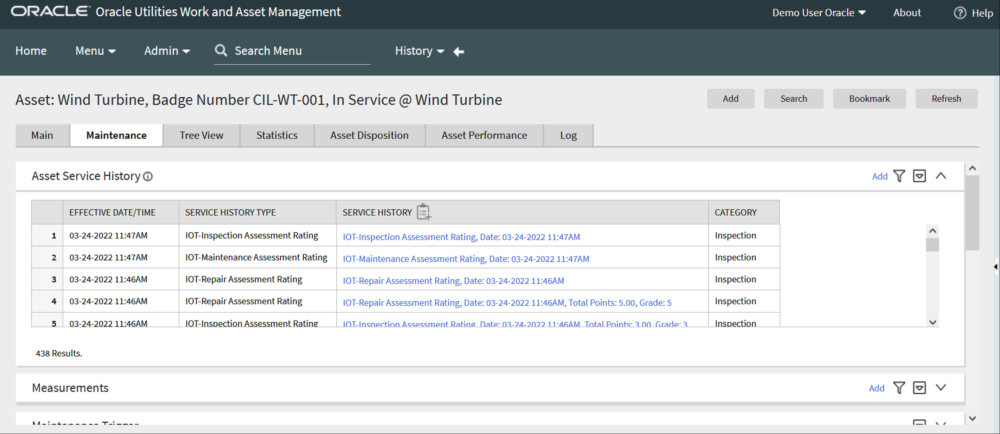 ORACLE Oracle Utilities Work and Asset Management Demo User Oracle About Help
Home Menu Admin Search Menu History
Asset: Wind Turbine, Badge Number CIL-WT-001, In Service @ Wind Turbine Add Search Bookmark Refresh
Main Maintenance Tree View Statistics Asset Disposition Asset Performance Log
Asset Service History Add
EFFECTIVE DATE/TIME SERVICE HISTORY TYPE SERVICE HISTORY CATEGORY
1 03-24-2022 11:47AM IOT-Inspection Assessment Rating IOT-Inspection Assessment Rating, Date: 03-24-2022 11:47AM Inspection
2 03-24-2022 11:47AM IOT-Maintenance Assessment Rating IOT-Maintenance Assessment Rating, Date: 03-24-2022 11:47AM Inspection
3 03-24-2022 11:46AM IOT-Repair Assessment Rating IOT-Repair Assessment Rating, Date: 03-24-2022 11:46AM Inspection
4 03-24-2022 11:46AM IOT-Repair Assessment Rating IOT-Repair Assessment Rating, Date: 03-24-2022 11:46AM, Total Points: 5.00, Grade: 5 Inspection
5 03-24-2022 11:46AM IOT-Inspection Assessment Rating IOT-Inspection Assessment Rating, Date: 03-24-2022 11:46AM, Total Points: 3.00, Grade: 3 Inspection
438 Results.
Measurements Add
Maintenance Trigger